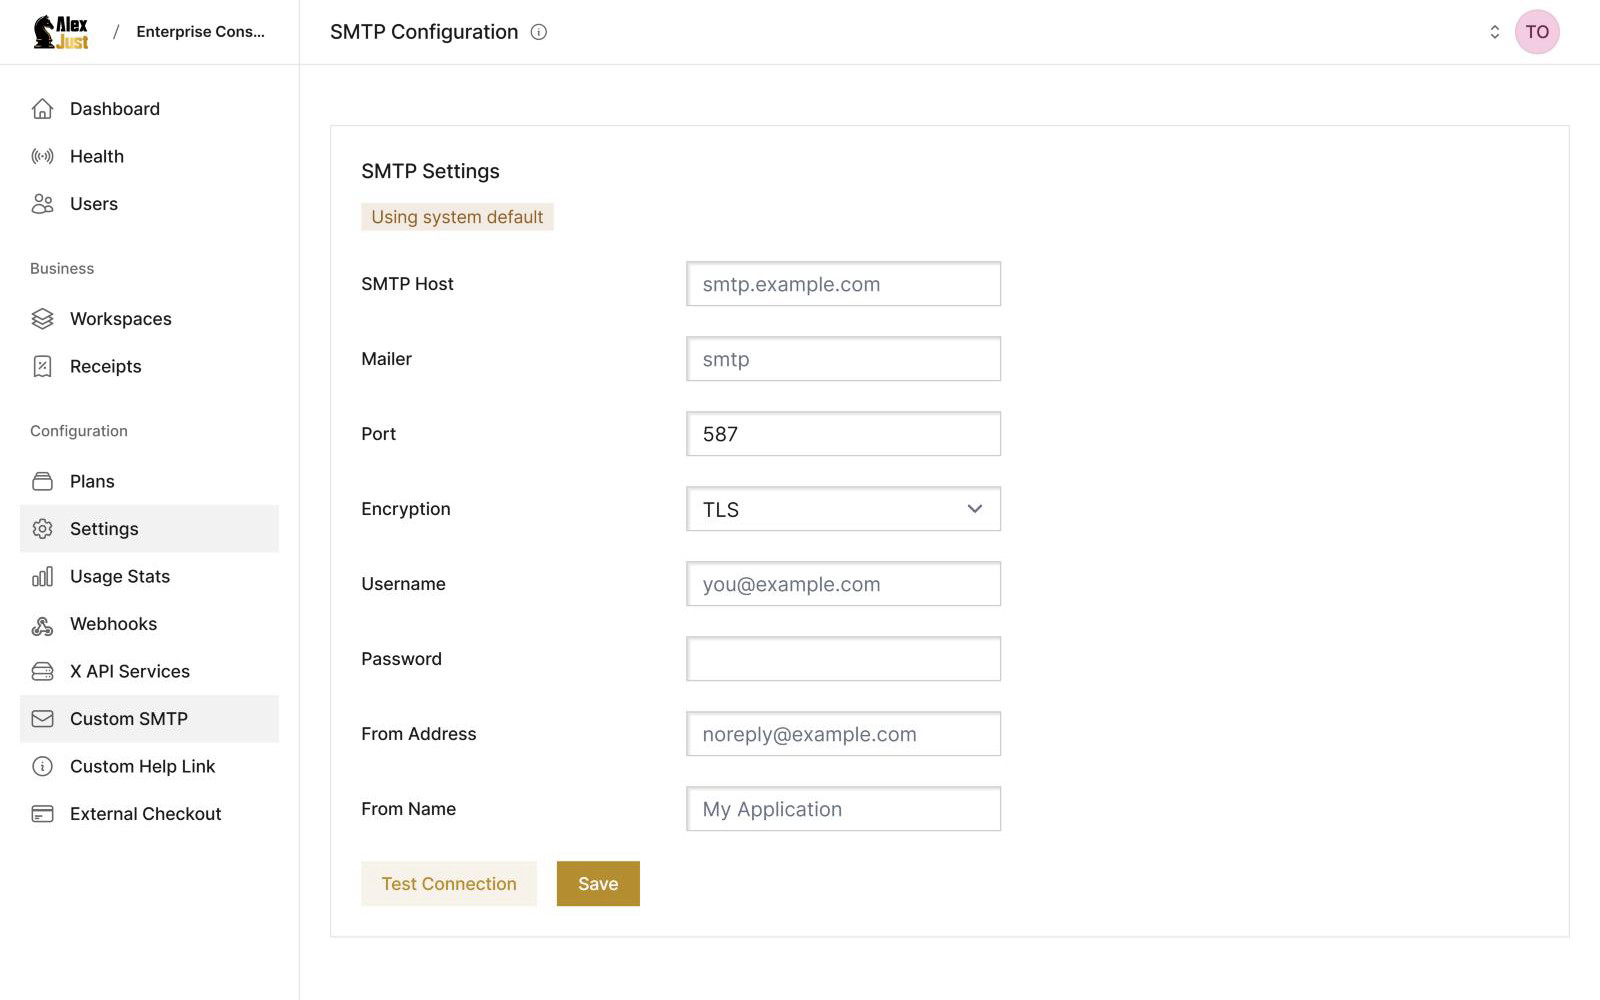 Alex Just / Enterprise Cons...
SMTP Configuration
TO
Dashboard
Health
Users
Business
Workspaces
Receipts
Configuration
Plans
Settings
Usage Stats
Webhooks
X API Services
Custom SMTP
Custom Help Link
External Checkout
SMTP Settings
Using system default
SMTP Host smtp.example.com
Mailer smtp
Port 587
Encryption TLS
Username you@example.com
Password
From Address noreply@example.com
From Name My Application
Test Connection Save